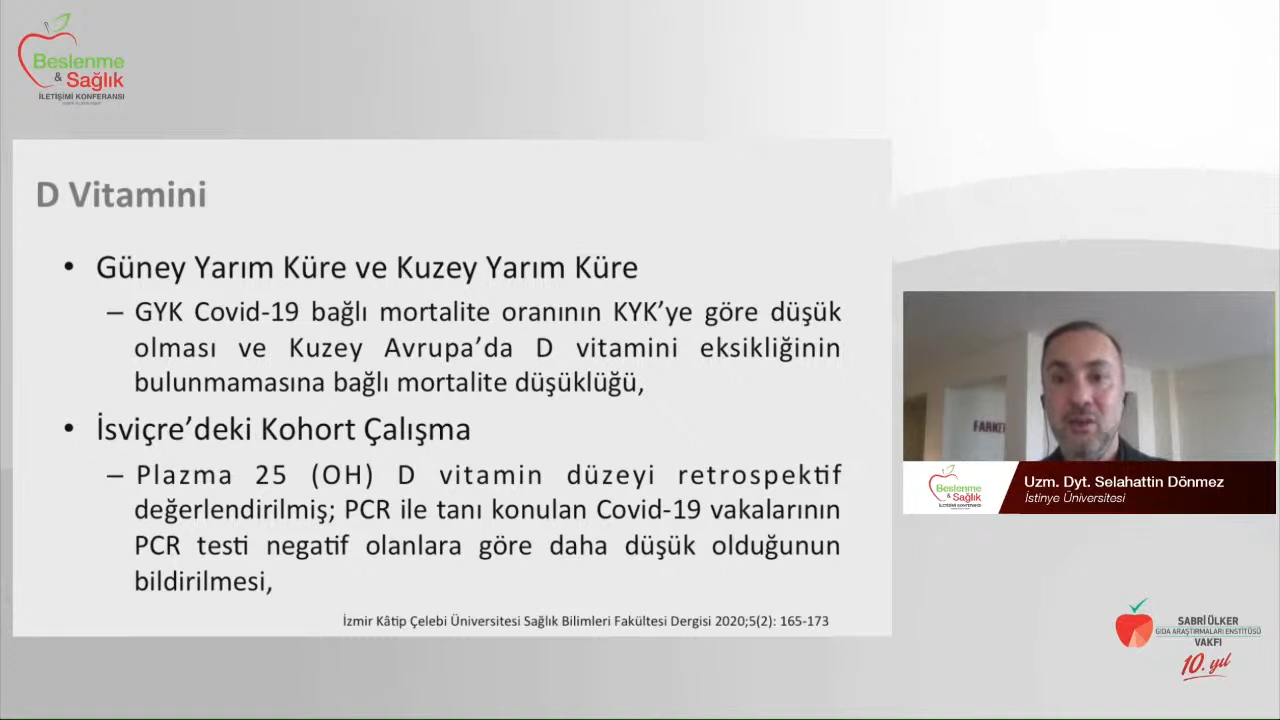 Beslenme
& Sağlık
İLETİŞİMİ KONFERANSI
D Vitamini
• Güney Yarım Küre ve Kuzey Yarım Küre
– GYK Covid-19 bağlı mortalite oranının KYK’ye göre düşük
olması ve Kuzey Avrupa’da D vitamini eksikliğinin
bulunmamasına bağlı mortalite düşüklüğü,
• İsviçre’deki Kohort Çalışma
– Plazma 25 (OH) D vitamin düzeyi retrospektif
değerlendirilmiş; PCR ile tanı konulan Covid-19 vakalarının
PCR testi negatif olanlara göre daha düşük olduğunun
bildirilmesi,
İzmir Kâtip Çelebi Üniversitesi Sağlık Bilimleri Fakültesi Dergisi 2020;5(2): 165-173
Beslenme
& Sağlık
İLETİŞİMİ KONFERANSI
Uzm. Dyt. Selahattin Dönmez
İstinye Üniversitesi
SABRİ ÜLKER
GIDA ARAŞTIRMALARI ENSTİTÜSÜ
VAKFI
10. yıl